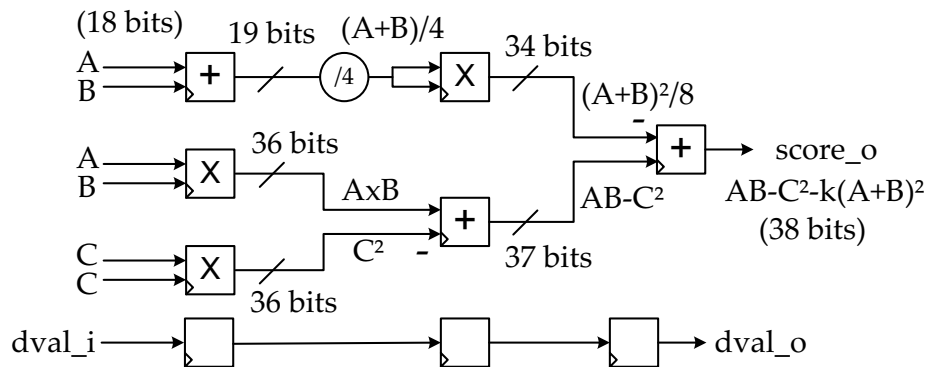 (18 bits)
19 bits
(A+B)/4
34 bits
A
B
+
/4
X
(A+B)²/8
-
A
B
X
36 bits
AxB
+
score_o
AB-C²-k(A+B)²
(38 bits)
+
AB-C²
C²
-
37 bits
C
C
X
36 bits
dval_i
dval_o